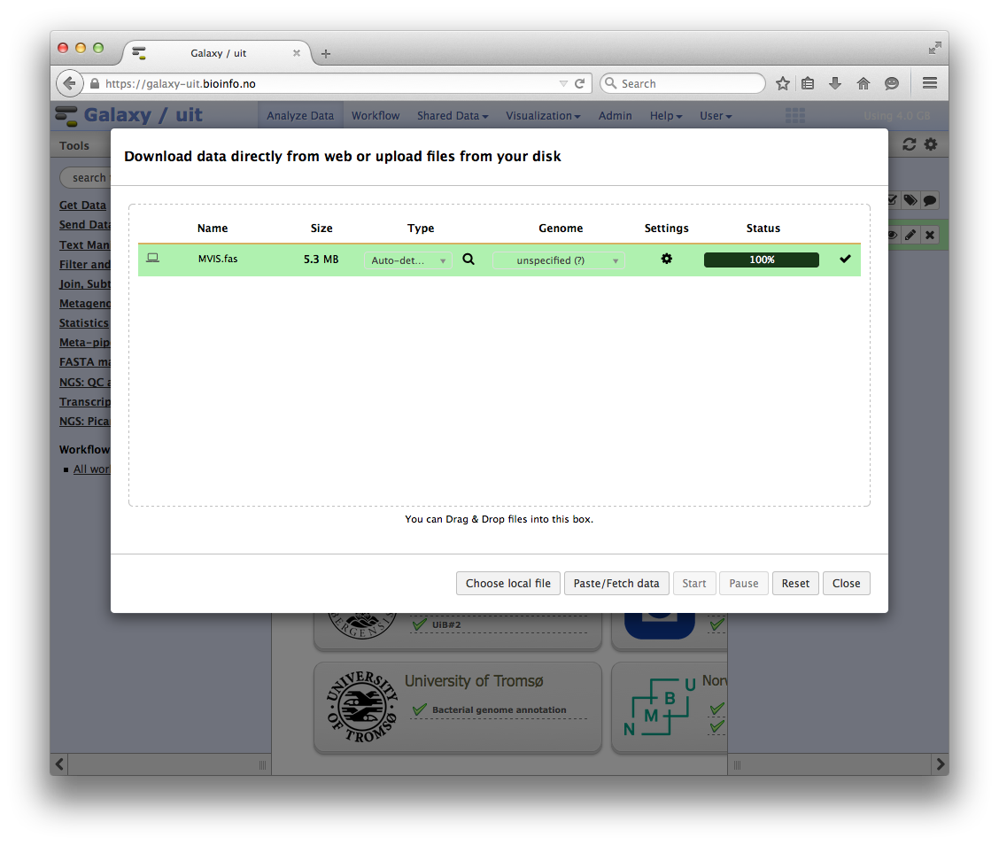 Galaxy / uit
https://galaxy-uit.bioinfo.no
Search
Galaxy / uit
Analyze Data
Workflow
Shared Data
Visualization
Admin
Help
User
Using 4.0 GB
Tools
search
Get Data
Send Data
Text Man
Filter and
Join, Subt
Metageno
Statistics
Meta-pip
FASTA ma
NGS: QC a
Transcrip
NGS: Pica
Workflow
All wor
Download data directly from web or upload files from your disk
Name Size Type Genome Settings Status
MVIS.fas 5.3 MB Auto-det... unspecified (?) 100%
You can Drag & Drop files into this box.
Choose local file Paste/Fetch data Start Pause Reset Close
BERGENSIS
UiB#2
UNIVERSITY OF TROMSØ
University of Tromsø
Bacterial genome annotation
N M B U
Norw